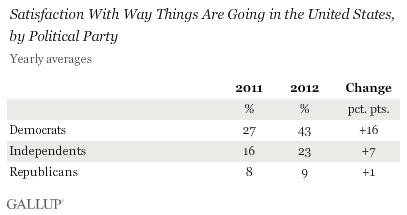 Satisfaction With Way Things Are Going in the United States,
by Political Party
Yearly averages
2011 2012 Change
% % pct. pts.
Democrats 27 43 +16
Independents 16 23 +7
Republicans 8 9 +1
GALLUP®